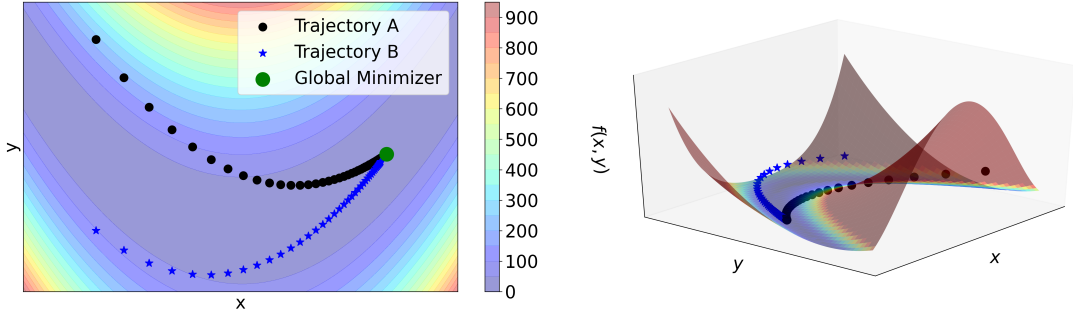 Trajectory A
Trajectory B
Global Minimizer
y
x
900
800
700
600
500
400
300
200
100
0
f(x, y)
y
x